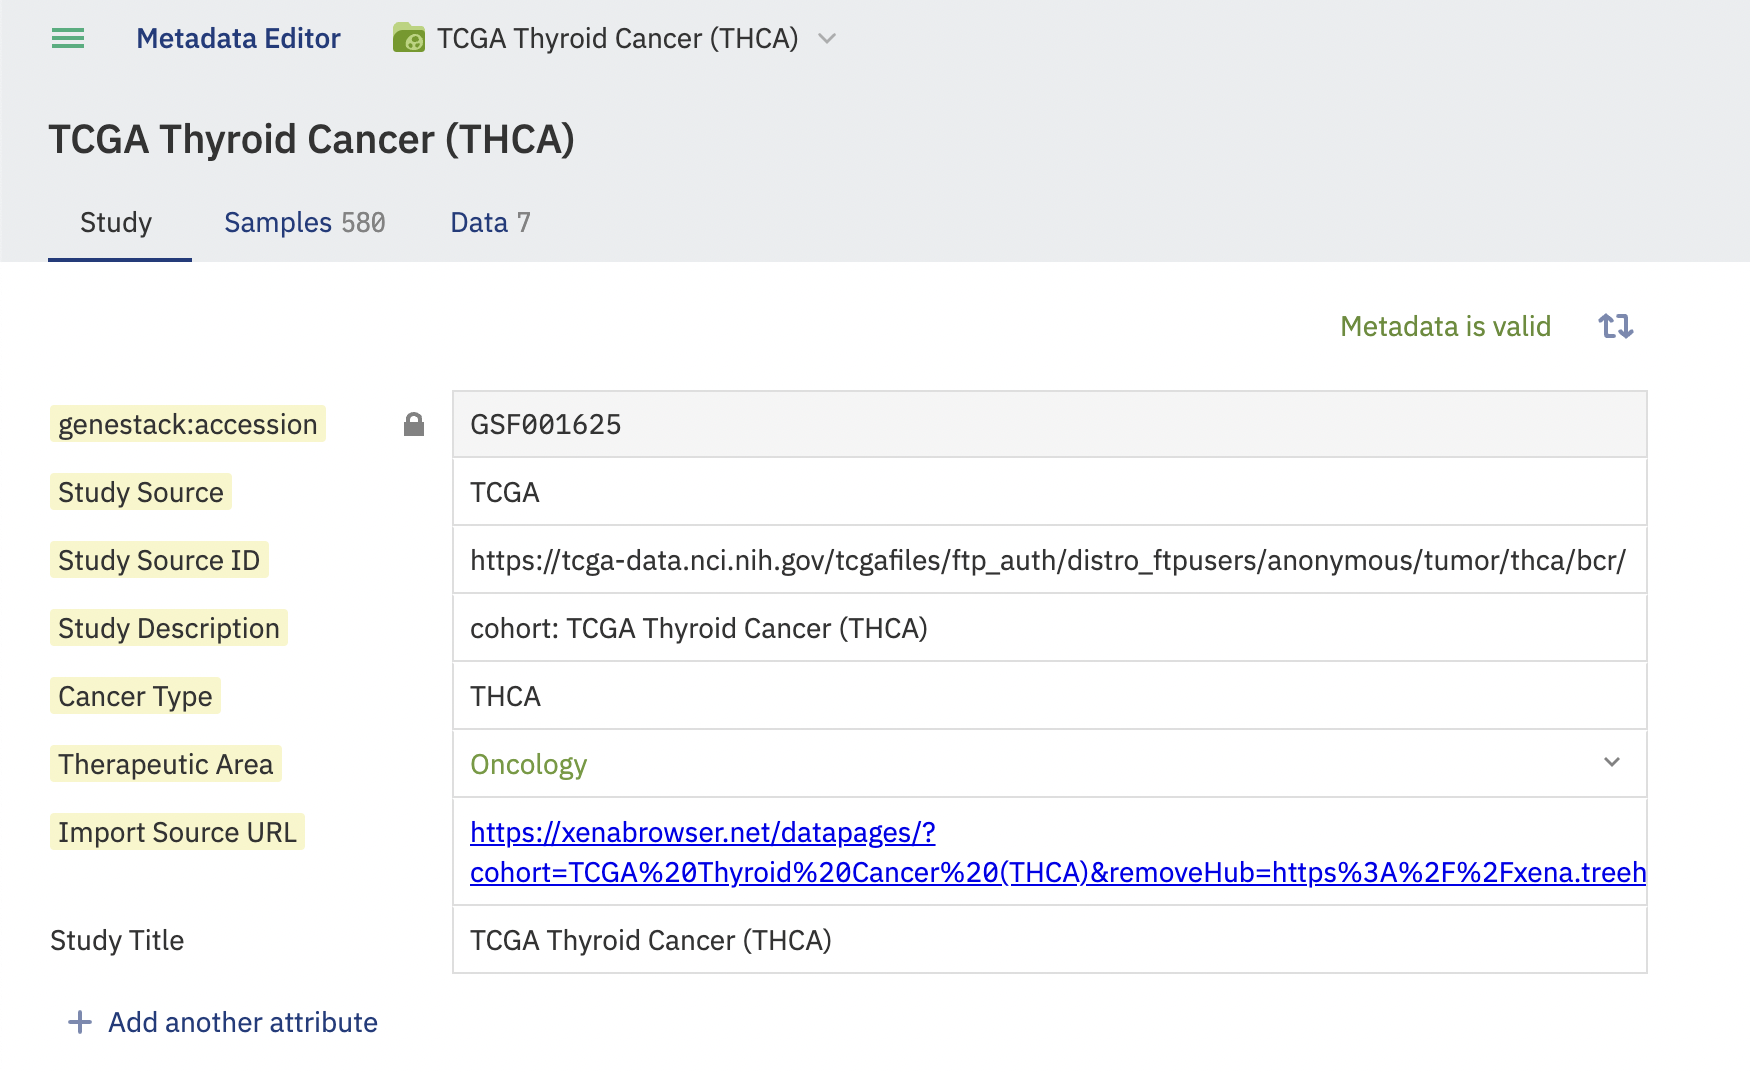 Metadata Editor TCGA Thyroid Cancer (THCA)
TCGA Thyroid Cancer (THCA)
Study Samples 580 Data 7
Metadata is valid
genestack:accession GSF001625
Study Source TCGA
Study Source ID https://tcga-data.nci.nih.gov/tcgafiles/ftp_auth/distro_ftpusers/anonymous/tumor/thca/bcr/
Study Description cohort: TCGA Thyroid Cancer (THCA)
Cancer Type THCA
Therapeutic Area Oncology
Import Source URL https://xenabrowser.net/datapages/?
cohort=TCGA%20Thyroid%20Cancer%20(THCA)&removeHub=https%3A%2F%2Fxena.treeh
Study Title TCGA Thyroid Cancer (THCA)
Add another attribute